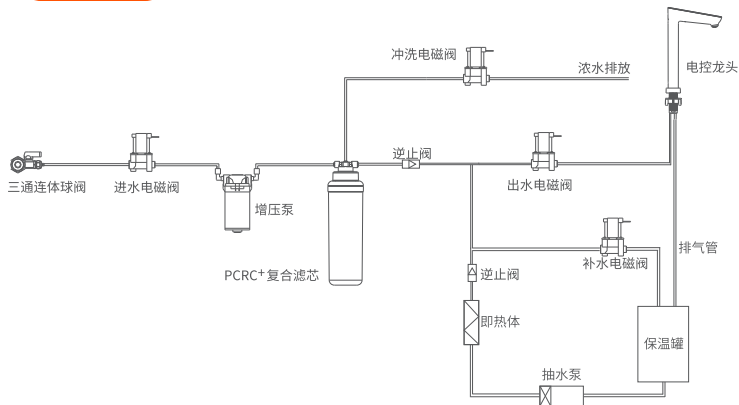 冲洗电磁阀
浓水排放
电控龙头
逆止阀
三通连体球阀
进水电磁阀
增压泵
出水电磁阀
PCRC+复合滤芯
逆止阀
补水电磁阀
排气管
即热体
保温罐
抽水泵